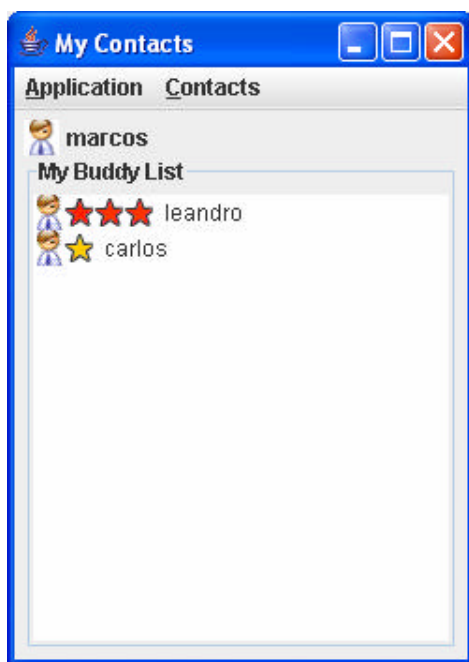 My Contacts
Application Contacts
marcos
My Buddy List
leandro
carlos